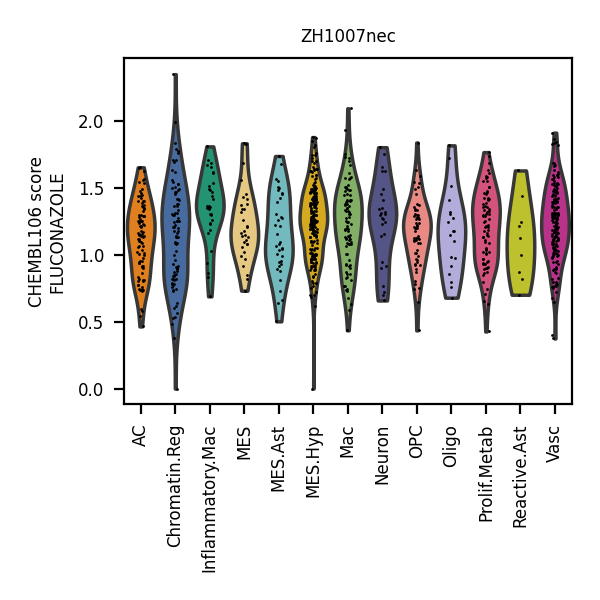 ZH1007nec
CHEMBL106 score
FLUCONAZOLE
2.0
1.5
1.0
0.5
0.0
AC
Chromatin.Reg
Inflammatory.Mac
MES
MES.Ast
MES.Hyp
Mac
Neuron
OPC
Oligo
Prolif.Metab
Reactive.Ast
Vasc